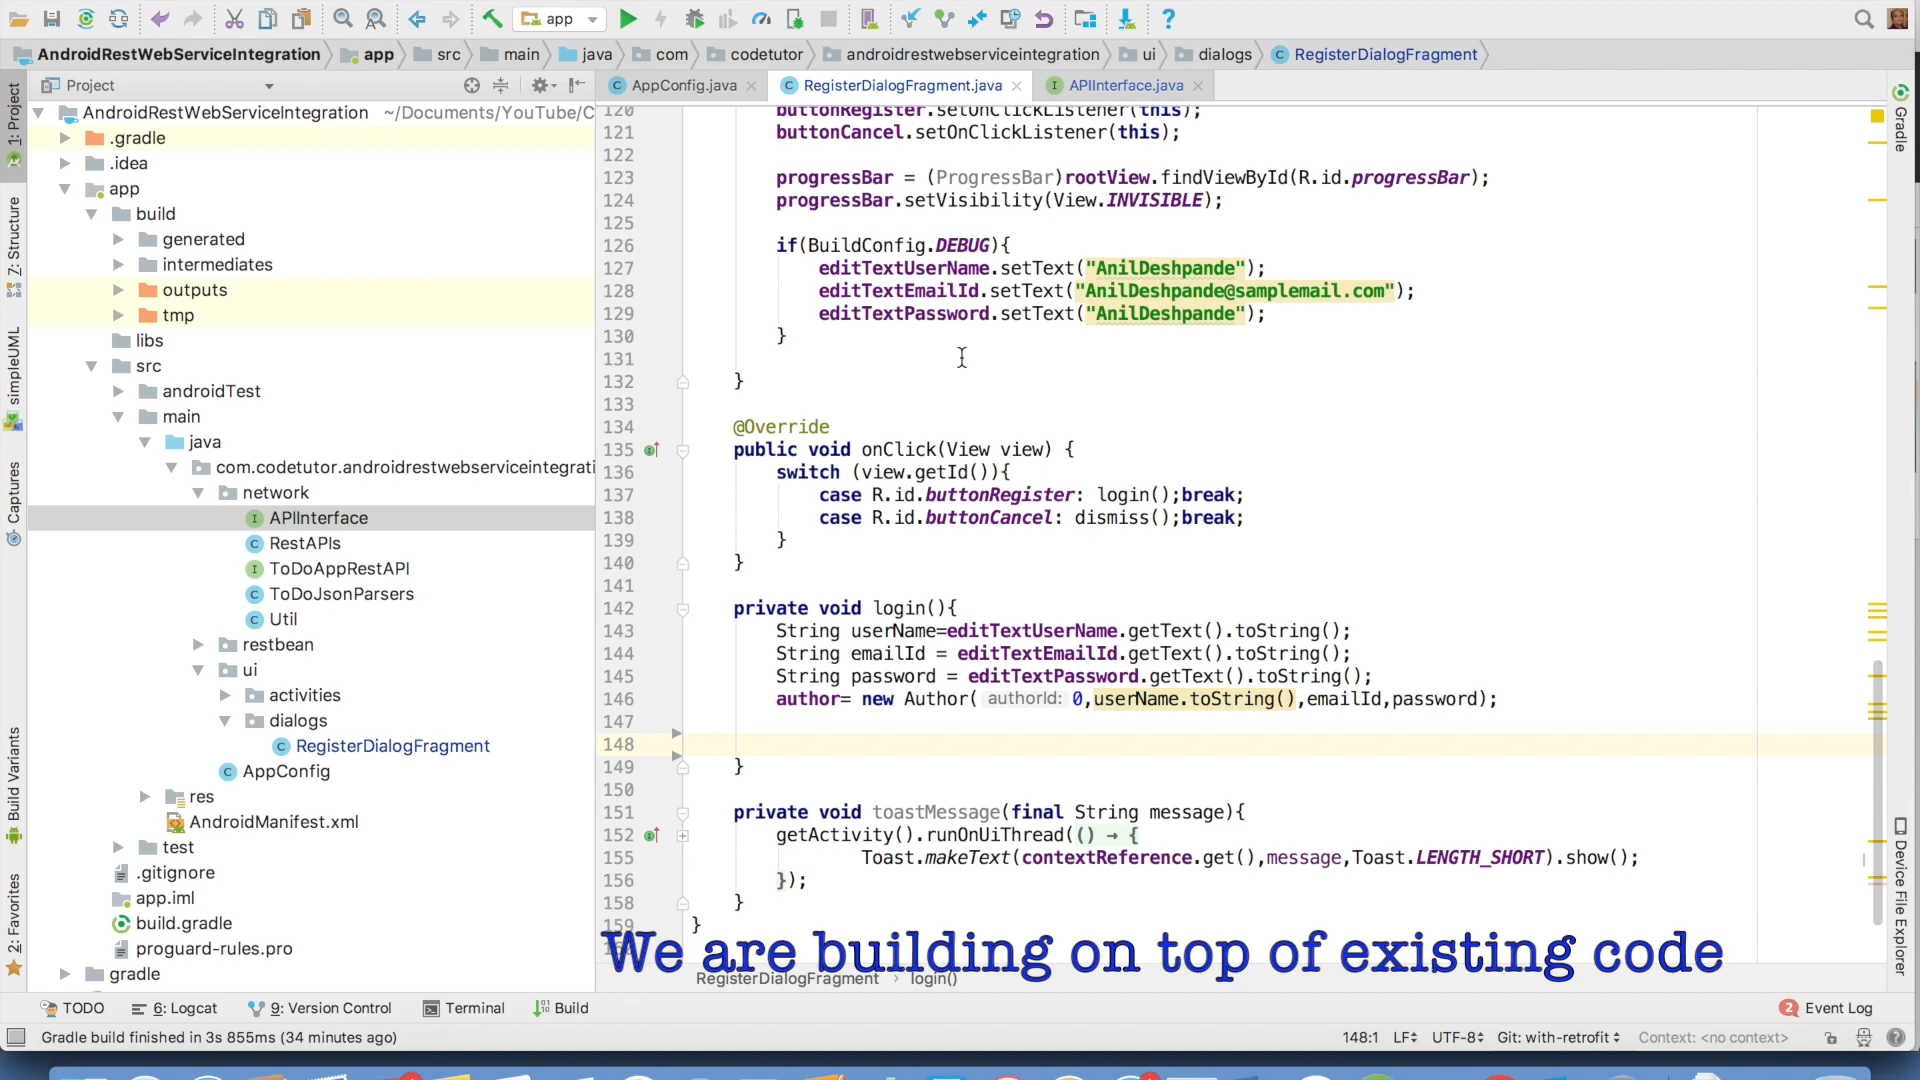 app
AndroidRestWebServiceIntegration app src main java com codetutor androidrestwebserviceintegration ui dialogs RegisterDialogFragment
Project
AppConfig.java RegisterDialogFragment.java APIInterface.java
1: Project
7: Structure
simpleUML
Captures
Build Variants
2: Favorites
AndroidRestWebServiceIntegration ~/Documents/YouTube/C
.gradle
.idea
app
build
generated
intermediates
outputs
tmp
libs
src
androidTest
main
java
com.codetutor.androidrestwebserviceintegrati
network
APIInterface
RestAPIs
ToDoAppRestAPI
ToDoJsonParsers
Util
restbean
ui
activities
dialogs
RegisterDialogFragment
AppConfig
res
AndroidManifest.xml
test
.gitignore
app.iml
build.gradle
proguard-rules.pro
gradle
120 buttonRegister.setOnClickListener(this);
121 buttonCancel.setOnClickListener(this);
122
123 progressBar = (ProgressBar)rootView.findViewById(R.id.progressBar);
124 progressBar.setVisibility(View.INVISIBLE);
125
126 if(BuildConfig.DEBUG){
127 editTextUserName.setText("AnilDeshpande");
128 editTextEmailId.setText("AnilDeshpande@samplemail.com");
129 editTextPassword.setText("AnilDeshpande");
130 }
131
132 }
133
134 @Override
135 public void onClick(View view) {
136 switch (view.getId()){
137 case R.id.buttonRegister: login();break;
138 case R.id.buttonCancel: dismiss();break;
139 }
140 }
141
142 private void login(){
143 String userName=editTextUserName.getText().toString();
144 String emailId = editTextEmailId.getText().toString();
145 String password = editTextPassword.getText().toString();
146 author= new Author( authorId: 0,userName.toString(),emailId,password);
147
148
149 }
150
151 private void toastMessage(final String message){
152 getActivity().runOnUiThread(() → {
155 Toast.makeText(contextReference.get(),message,Toast.LENGTH_SHORT).show();
156 });
158 }
159 }
We are building on top of existing code
RegisterDialogFragment › login()
Gradle
Device File Explorer
TODO 6: Logcat 9: Version Control Terminal Build 2 Event Log
Gradle build finished in 3s 855ms (34 minutes ago) 148:1 LF UTF-8 Git: with-retrofit Context: <no context>